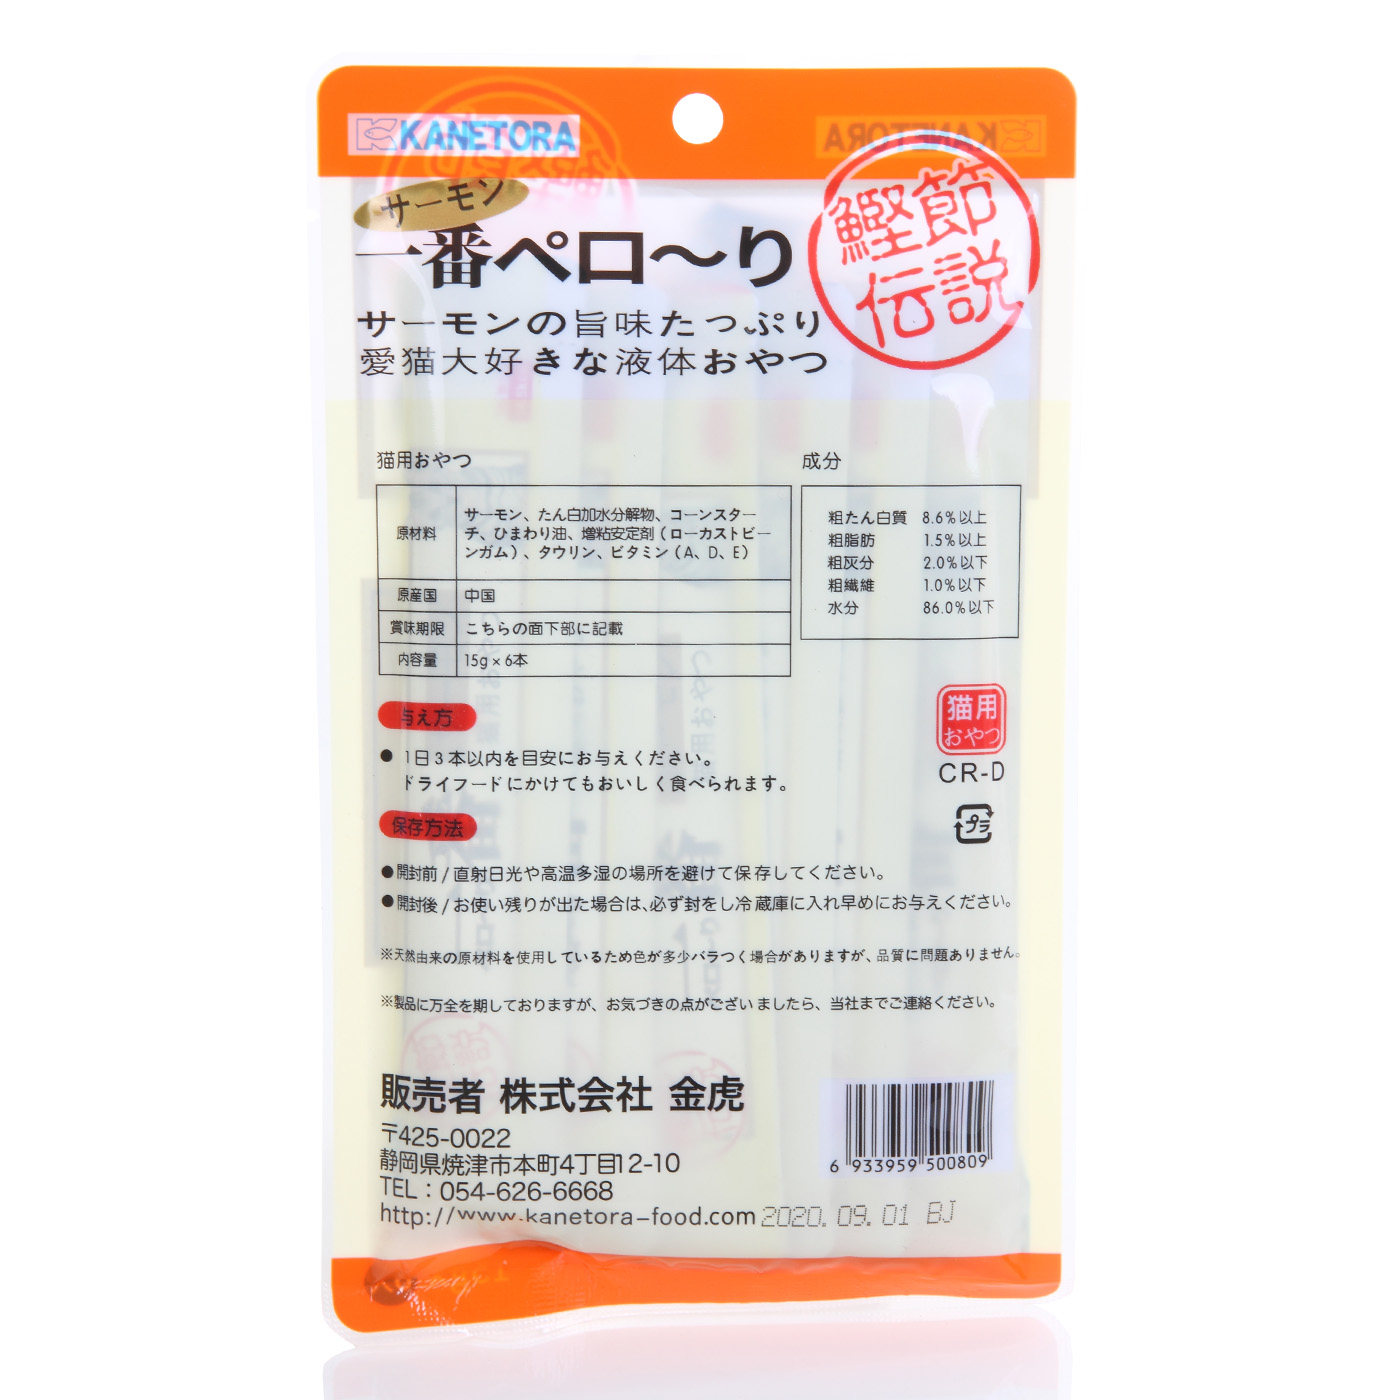 KANETORA
KANETORA
サーモン
一番ペロ〜り
鰹節
伝説
サーモンの旨味たっぷり
愛猫大好きな液体おやつ
猫用おやつ
原材料
サーモン、たん白加水分解物、コーンスター
チ、ひまわり油、増粘安定剤（ローカストビー
ンガム）、タウリン、ビタミン（A、D、E）
原産国
中国
賞味期限
こちらの面下部に記載
内容量
15g×6本
成分
粗たん白質 8.6%以上
粗脂肪 1.5%以上
粗灰分 2.0%以下
粗繊維 1.0%以下
水分 86.0%以下
猫用
おやつ
CR-D
プラ
与え方
● 1日3本以内を目安にお与えください。
ドライフードにかけてもおいしく食べられます。
保存方法
●開封前/直射日光や高温多湿の場所を避けて保存してください。
●開封後/お使い残りが出た場合は、必ず封をし冷蔵庫に入れ早めにお与えください。
※天然由来の原材料を使用しているため色が多少バラつく場合がありますが、品質に問題ありません。
※製品に万全を期しておりますが、お気づきの点がございましたら、当社までご連絡ください。
販売者 株式会社 金虎
〒425-0022
静岡県焼津市本町4丁目12-10
TEL：054-626-6668
http://www.kanetora-food.com
2020.09.01 BJ
6 933959 500809